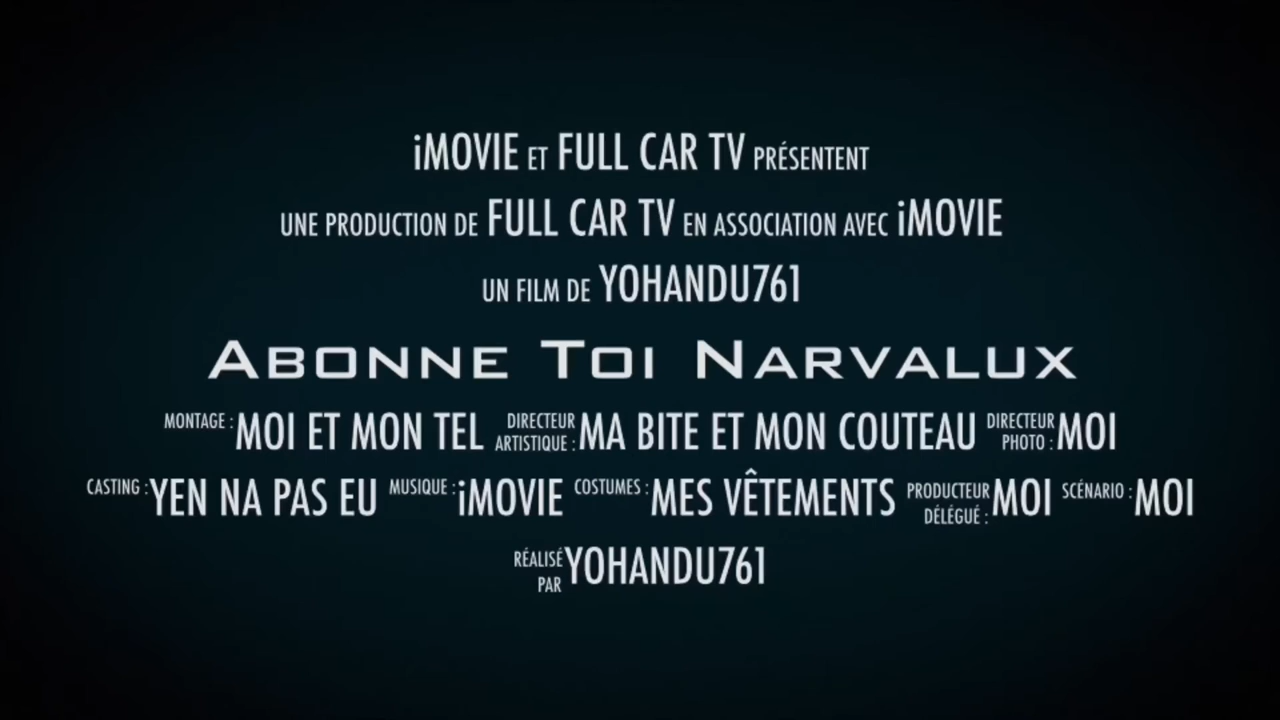 iMOVIE ET FULL CAR TV PRÉSENTENT
UNE PRODUCTION DE FULL CAR TV EN ASSOCIATION AVEC iMOVIE
UN FILM DE YOHANDU761
ABONNE TOI NARVALUX
MONTAGE : MOI ET MON TEL DIRECTEUR ARTISTIQUE : MA BITE ET MON COUTEAU DIRECTEUR PHOTO : MOI
CASTING : YEN NA PAS EU MUSIQUE : iMOVIE COSTUMES : MES VÊTEMENTS PRODUCTEUR DÉLÉGUÉ : MOI SCÉNARIO : MOI
RÉALISÉ PAR YOHANDU761